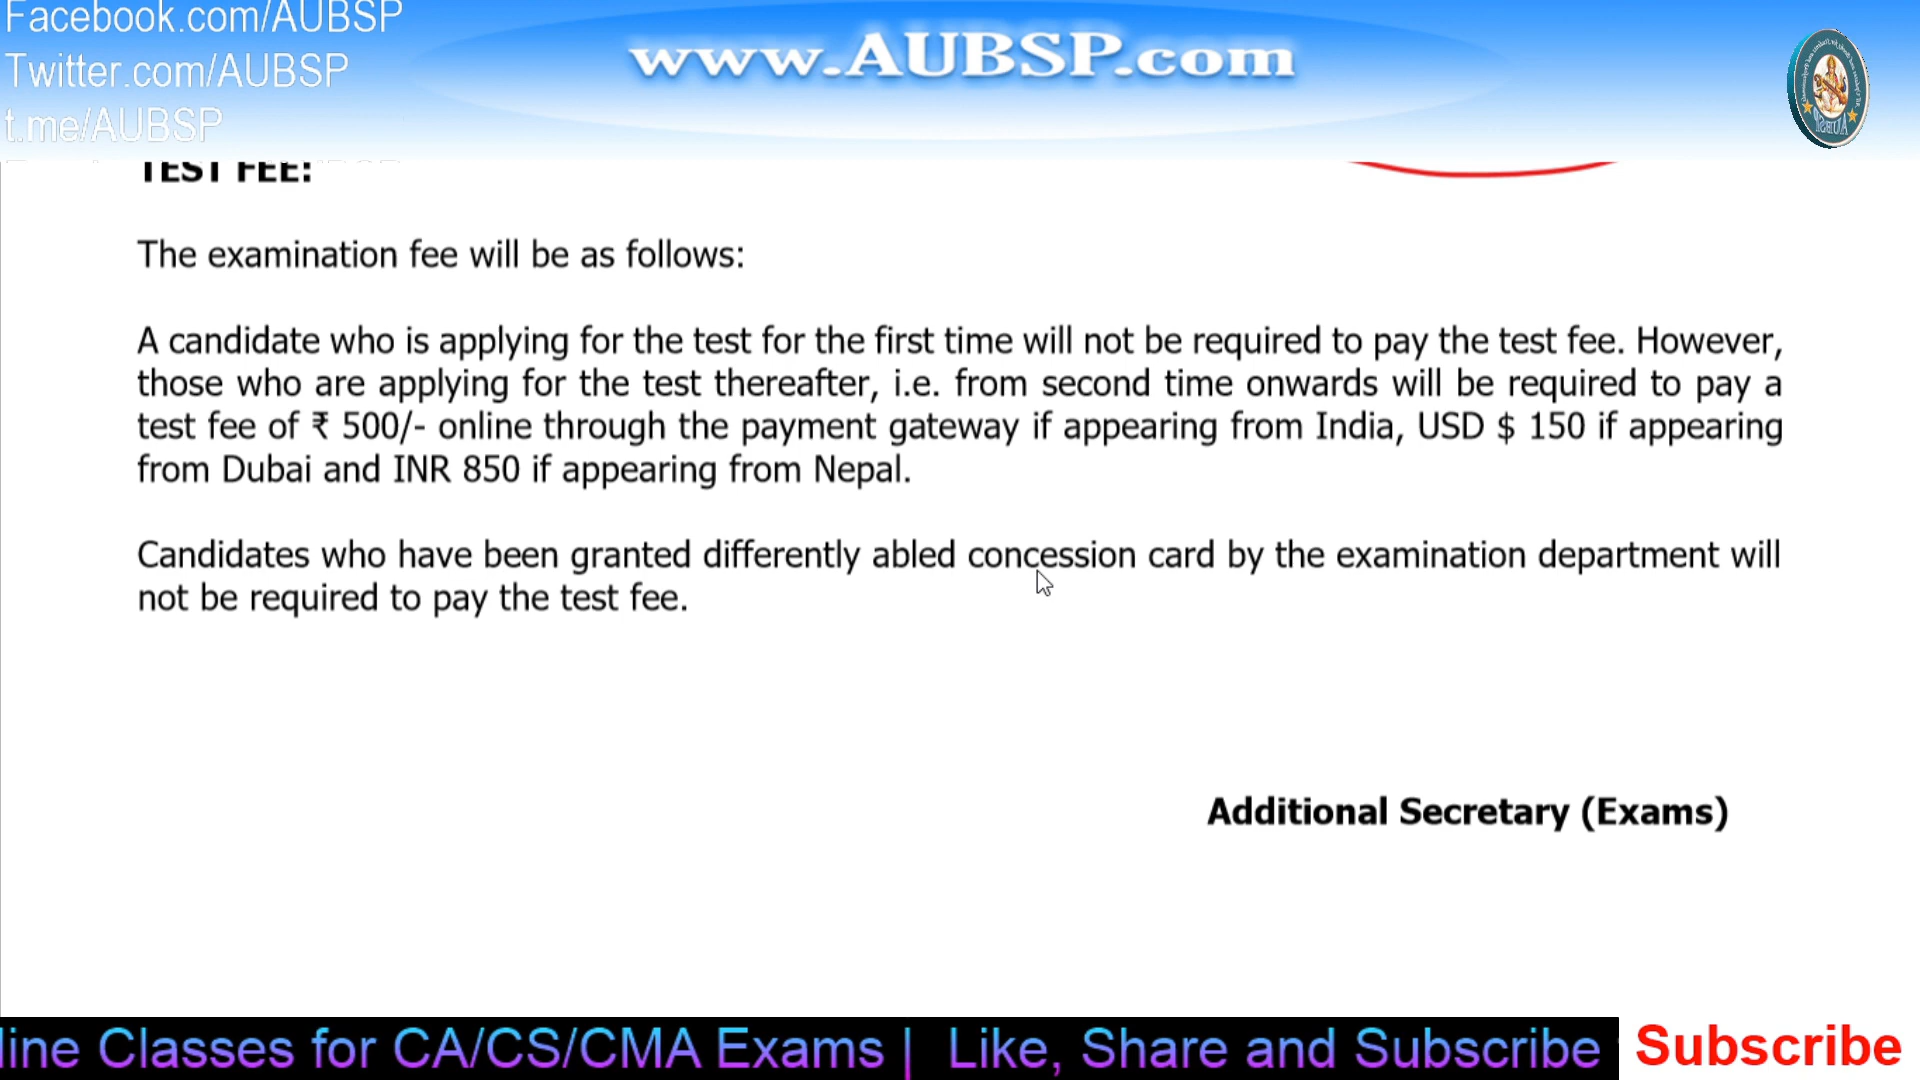 Facebook.com/AUBSP
Twitter.com/AUBSP
t.me/AUBSP
www.AUBSP.com
TEST FEE:
The examination fee will be as follows:
A candidate who is applying for the test for the first time will not be required to pay the test fee. However,
those who are applying for the test thereafter, i.e. from second time onwards will be required to pay a
test fee of ₹ 500/- online through the payment gateway if appearing from India, USD $ 150 if appearing
from Dubai and INR 850 if appearing from Nepal.
Candidates who have been granted differently abled concession card by the examination department will
not be required to pay the test fee.
Additional Secretary (Exams)
line Classes for CA/CS/CMA Exams | Like, Share and Subscribe
Subscribe